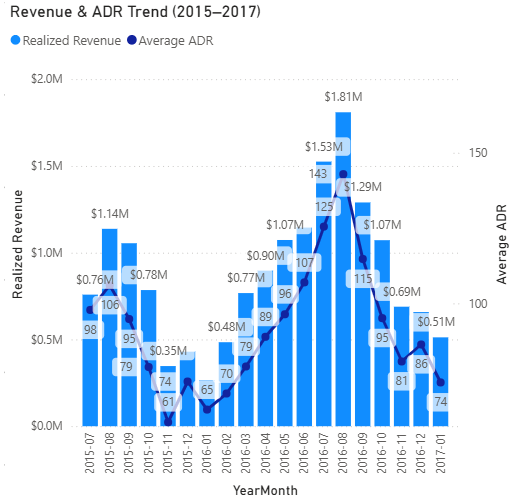 Revenue & ADR Trend (2015–2017)
Realized Revenue Average ADR
$2.0M
$1.81M
$1.53M
143
$1.5M
150
$1.29M
125
$1.14M
$1.07M
$1.07M
$1.0M
107
$0.90M
115
$0.76M
106
$0.78M
$0.77M
96
$0.69M
100
98
95
$0.48M
89
95
$0.51M
$0.5M
79
$0.35M
79
86
74
70
81
61
65
74
$0.0M
2015-07
2015-08
2015-09
2015-10
2015-11
2015-12
2016-01
2016-02
2016-03
2016-04
2016-05
2016-06
2016-07
2016-08
2016-09
2016-10
2016-11
2016-12
2017-01
YearMonth
Realized Revenue
Average ADR